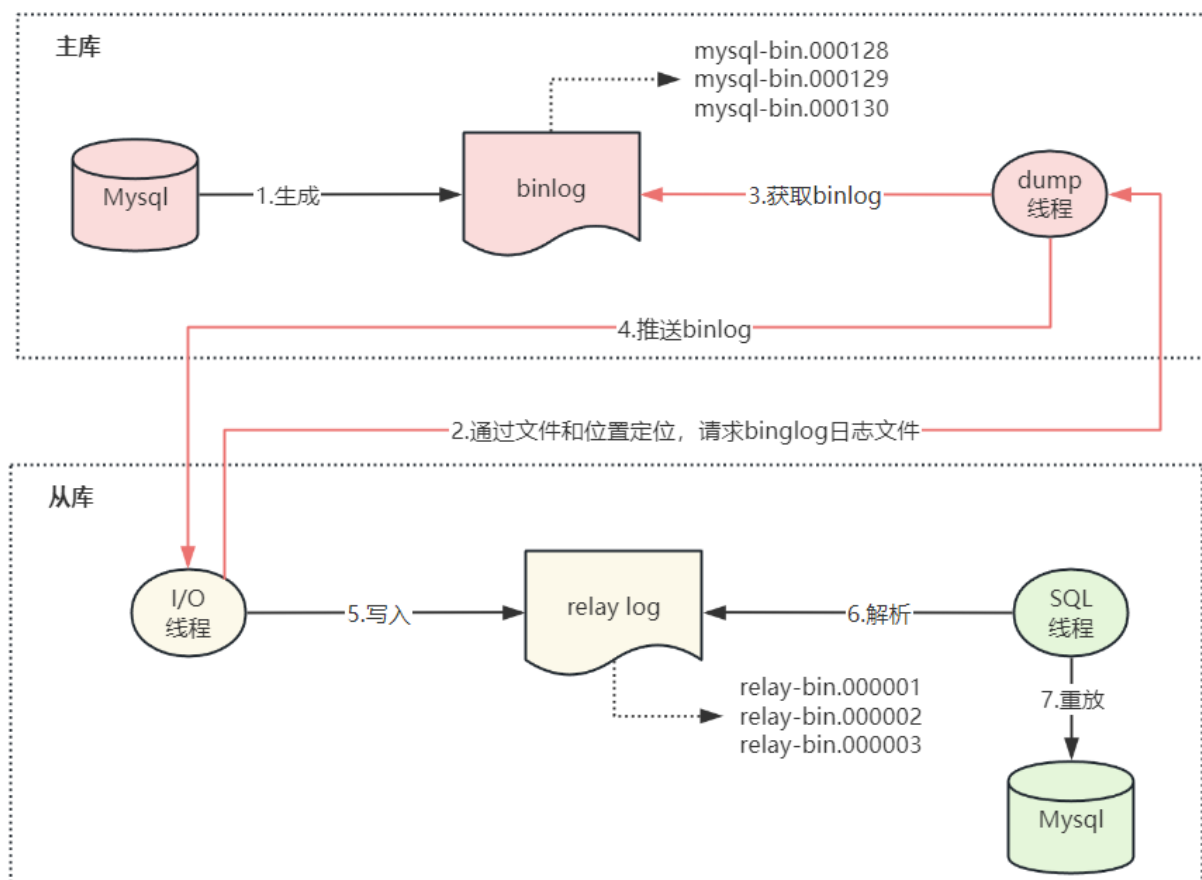 主库
mysql-bin.000128
mysql-bin.000129
mysql-bin.000130
Mysql
1.生成
binlog
3.获取binlog
dump
线程
4.推送binlog
2.通过文件和位置定位，请求binglog日志文件
从库
I/O
线程
5.写入
relay log
6.解析
SQL
线程
relay-bin.000001
relay-bin.000002
relay-bin.000003
7.重放
Mysql